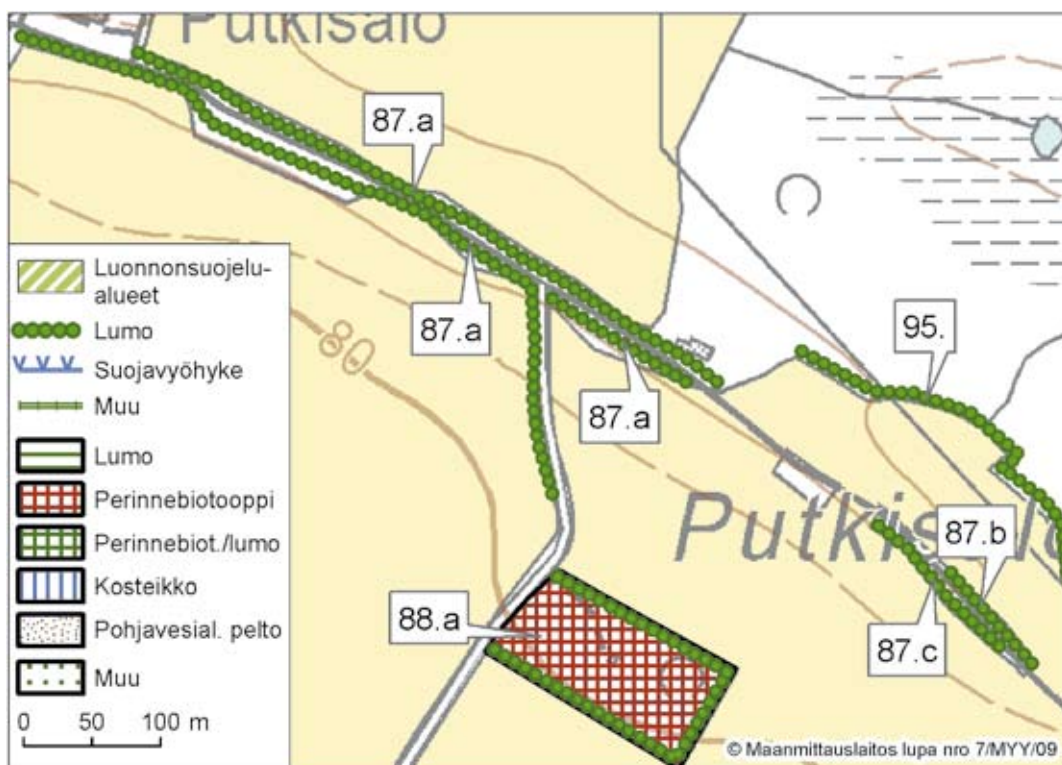 Putkisalo
87.a
87.a
80
87.a
95.
Putkisalo
87.b
87.c
88.a
Luonnonsuojelu-
alueet
Lumo
Suojavyöhyke
Muu
Lumo
Perinnebiotooppi
Perinnebiot./lumo
Kosteikko
Pohjavesial. pelto
Muu
0 50 100 m
© Maanmittauslaitos lupa nro 7/MYY/09